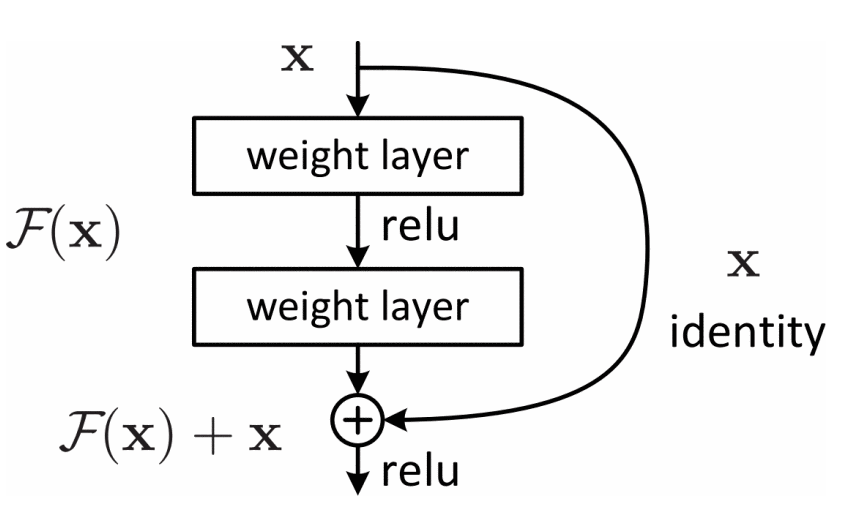 x
weight layer
relu
𝓕(x)
weight layer
x
identity
𝓕(x) + x
+
relu